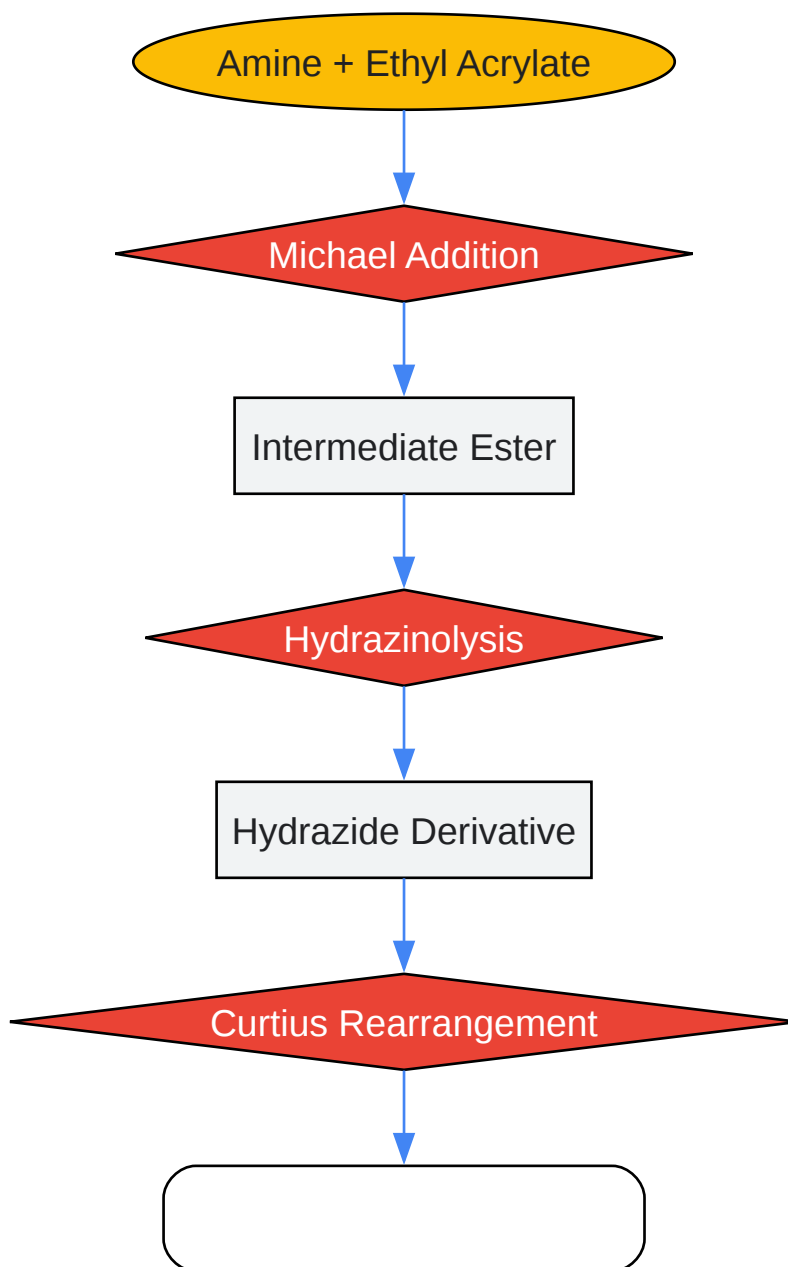 Amine + Ethyl Acrylate
Michael Addition
Intermediate Ester
Hydrazinolysis
Hydrazide Derivative
Curtius Rearrangement